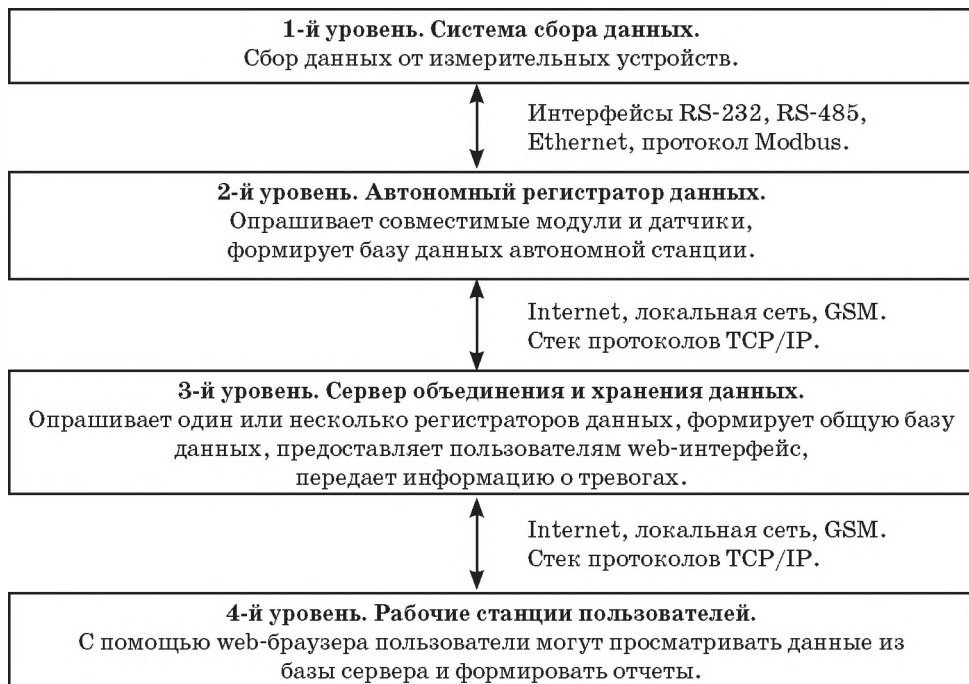 1-й уровень. Система сбора данных.
Сбор данных от измерительных устройств.
Интерфейсы RS-232, RS-485,
Ethernet, протокол Modbus.
2-й уровень. Автономный регистратор данных.
Опрашивает совместимые модули и датчики,
формирует базу данных автономной станции.
Internet, локальная сеть, GSM.
Стек протоколов TCP/IP.
3-й уровень. Сервер объединения и хранения данных.
Опрашивает один или несколько регистраторов данных, формирует общую базу
данных, предоставляет пользователям web-интерфейс,
передает информацию о тревогах.
Internet, локальная сеть, GSM.
Стек протоколов TCP/IP.
4-й уровень. Рабочие станции пользователей.
С помощью web-браузера пользователи могут просматривать данные из
базы сервера и формировать отчеты.